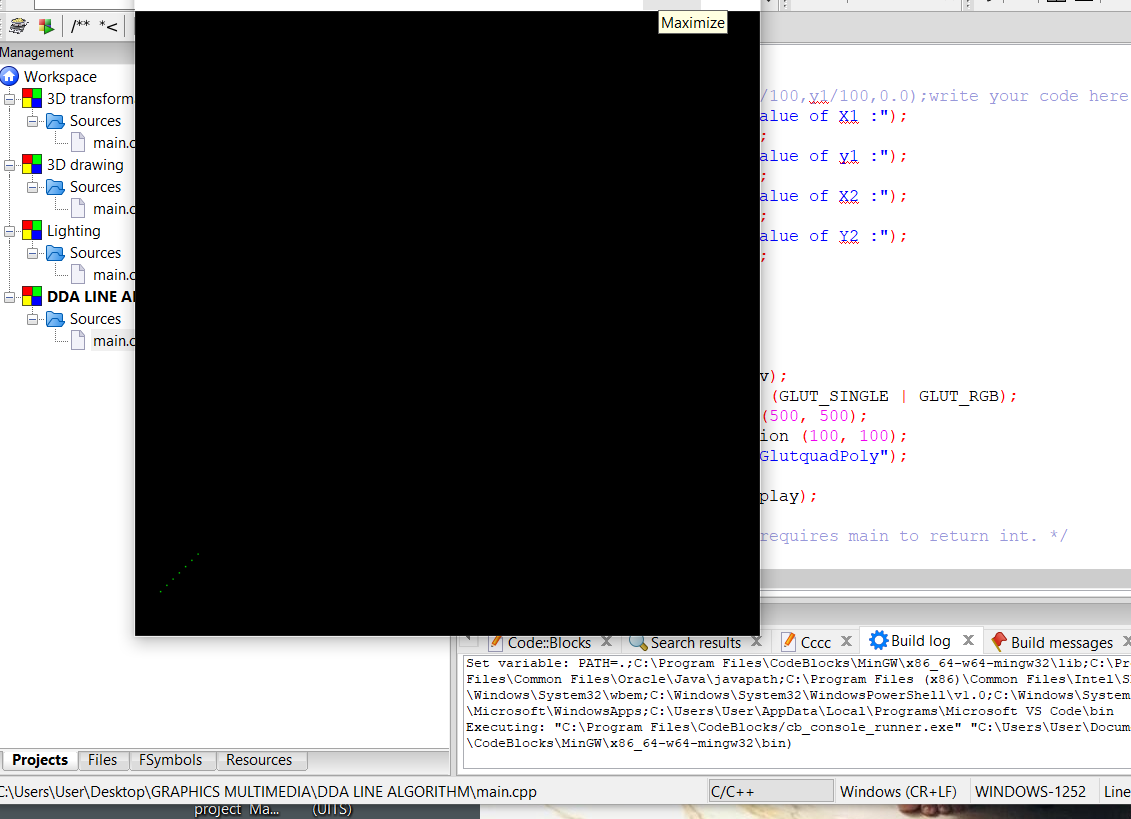 Maximize
/** *<
Management
Workspace
3D transform
Sources
main.c
3D drawing
Sources
main.c
Lighting
Sources
main.c
DDA LINE Al
Sources
main.c
/100,y1/100,0.0);write your code here
alue of X1 :");
;
alue of y1 :");
;
alue of X2 :");
;
alue of Y2 :");
;
v);
(GLUT_SINGLE | GLUT_RGB);
(500, 500);
ion (100, 100);
GlutquadPoly");
play);
requires main to return int. */
Code::Blocks
Search results
Cccc
Build log
Build messages
Set variable: PATH=.;C:\Program Files\CodeBlocks\MinGW\x86_64-w64-mingw32\lib;C:\Pr
Files\Common Files\Oracle\Java\javapath;C:\Program Files (x86)\Common Files\Intel\S
\Windows\System32\wbem;C:\Windows\System32\WindowsPowerShell\v1.0;C:\Windows\System
\Microsoft\WindowsApps;C:\Users\User\AppData\Local\Programs\Microsoft VS Code\bin
Executing: "C:\Program Files\CodeBlocks/cb_console_runner.exe" "C:\Users\User\Docum
\CodeBlocks\MinGW\x86_64-w64-mingw32\bin)
Projects Files FSymbols Resources
C:\Users\User\Desktop\GRAPHICS MULTIMEDIA\DDA LINE ALGORITHM\main.cpp
C/C++
Windows (CR+LF)
WINDOWS-1252
Line
project_Ma...
(UITS)